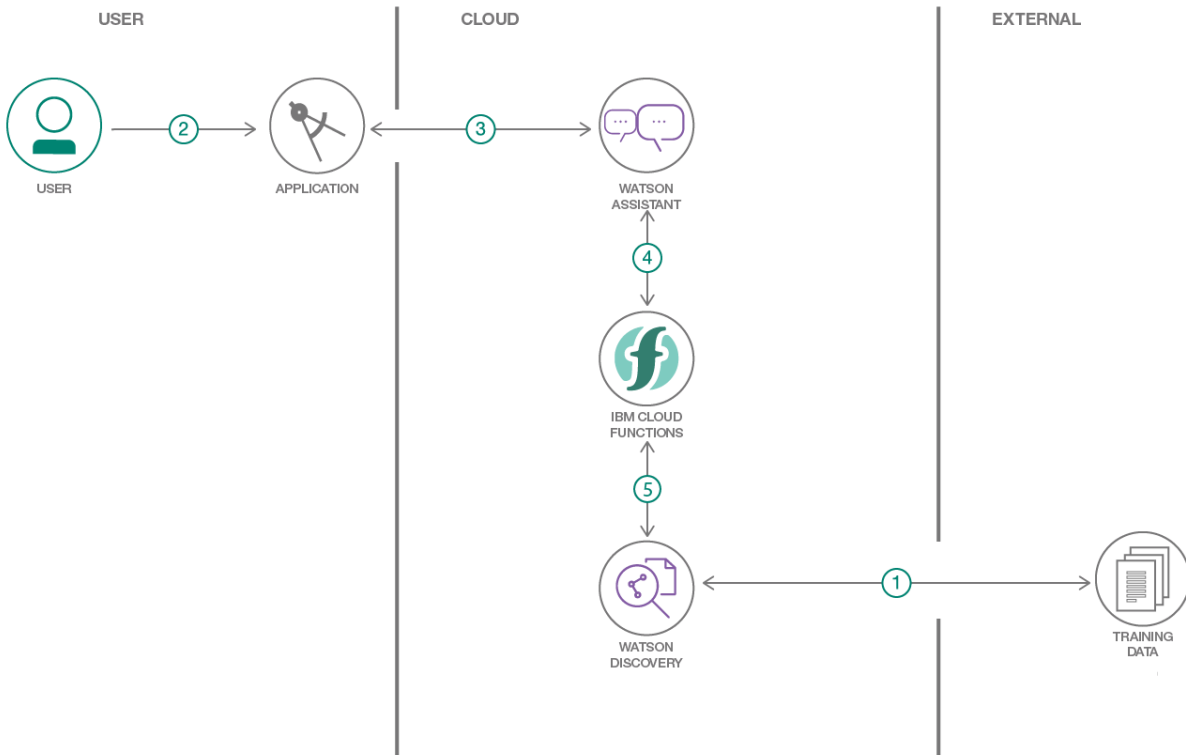 USER
CLOUD
EXTERNAL
2
3
USER
APPLICATION
WATSON
ASSISTANT
4
IBM CLOUD
FUNCTIONS
5
1
WATSON
DISCOVERY
TRAINING
DATA